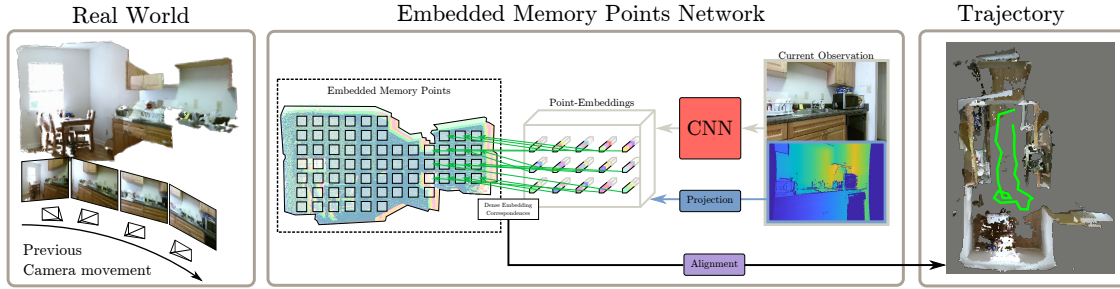 Real World
Embedded Memory Points Network
Trajectory
Previous
Camera movement
Embedded Memory Points
Point-Embeddings
CNN
Current Observation
Projection
Dense Embedding
Correspondences
Alignment